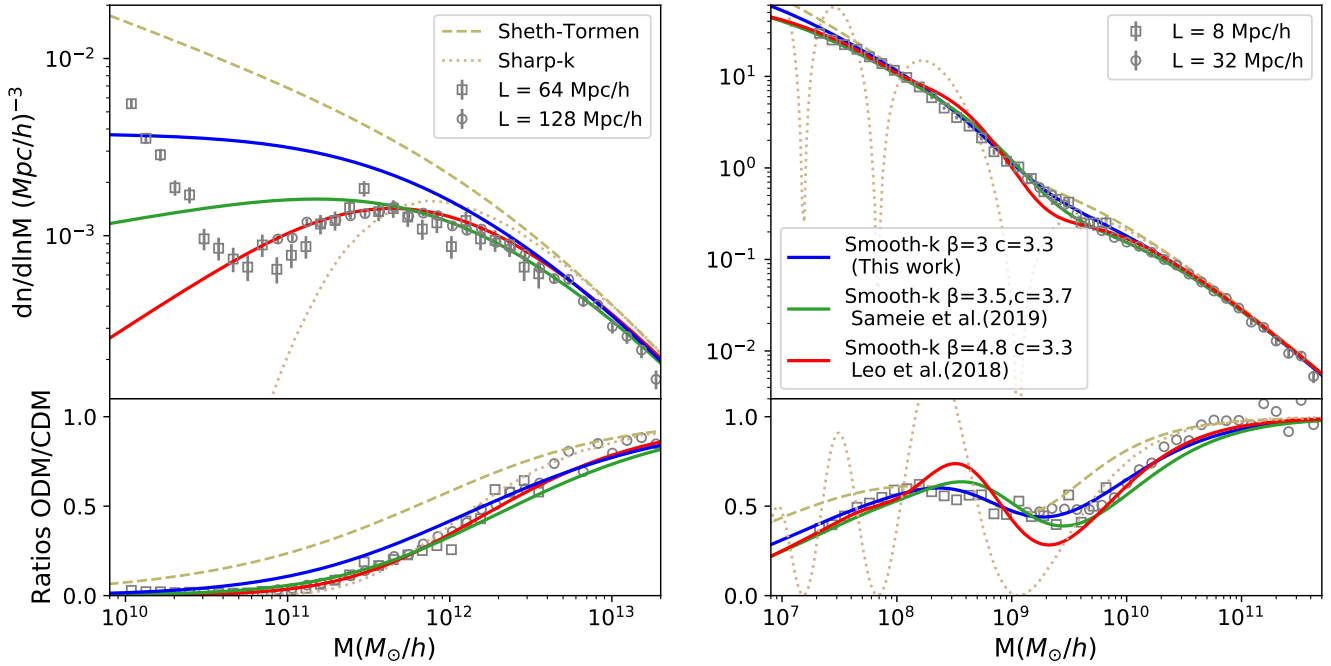 dn/dlnM (Mpc/h)⁻³
10⁻²
10⁻³
Sheth-Tormen
Sharp-k
L = 64 Mpc/h
L = 128 Mpc/h
Ratios ODM/CDM
1.0
0.5
0.0
10¹⁰
10¹¹
10¹²
10¹³
M(M☉/h)
10¹
10⁰
10⁻¹
10⁻²
L = 8 Mpc/h
L = 32 Mpc/h
Smooth-k β=3 c=3.3
(This work)
Smooth-k β=3.5,c=3.7
Sameie et al.(2019)
Smooth-k β=4.8 c=3.3
Leo et al.(2018)
1.0
0.5
0.0
10⁷
10⁸
10⁹
10¹⁰
10¹¹
M(M☉/h)